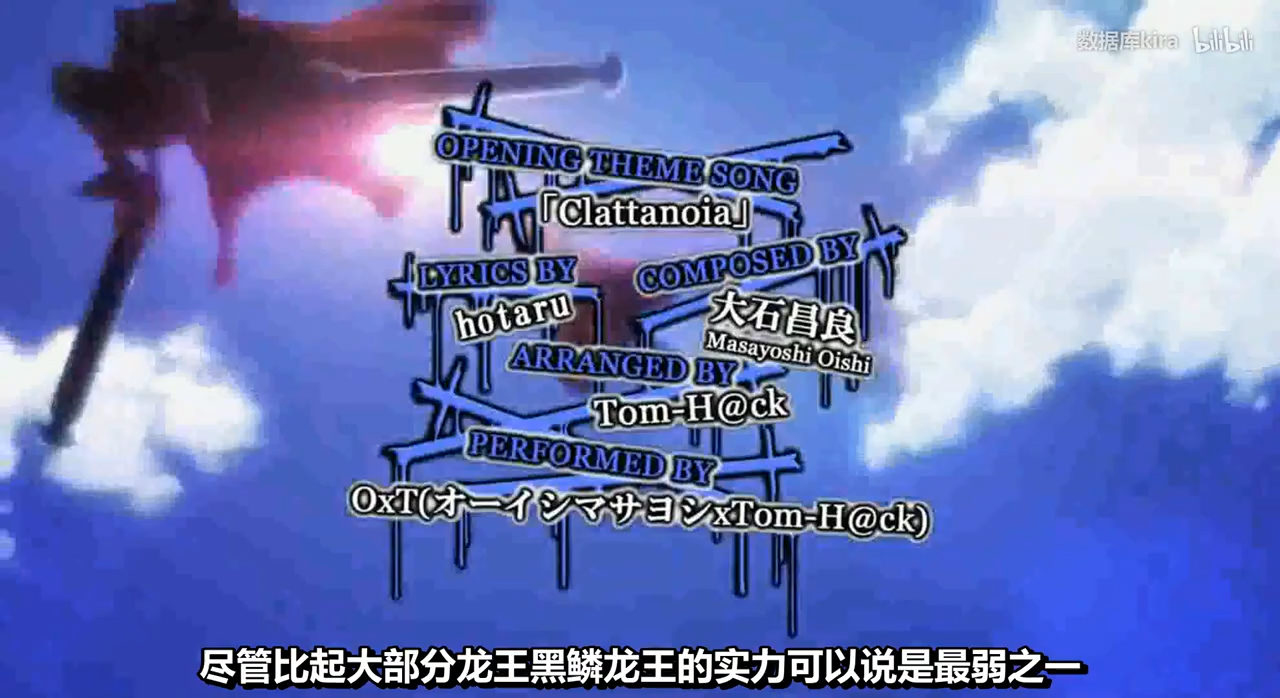 数据库kira bilibili
OPENING THEME SONG
「Clattanoia」
LYRICS BY
hotaru
COMPOSED BY
大石昌良
Masayoshi Oishi
ARRANGED BY
Tom-H@ck
PERFORMED BY
OxT(オーイシマサヨシxTom-H@ck)
尽管比起大部分龙王黑鳞龙王的实力可以说是最弱之一